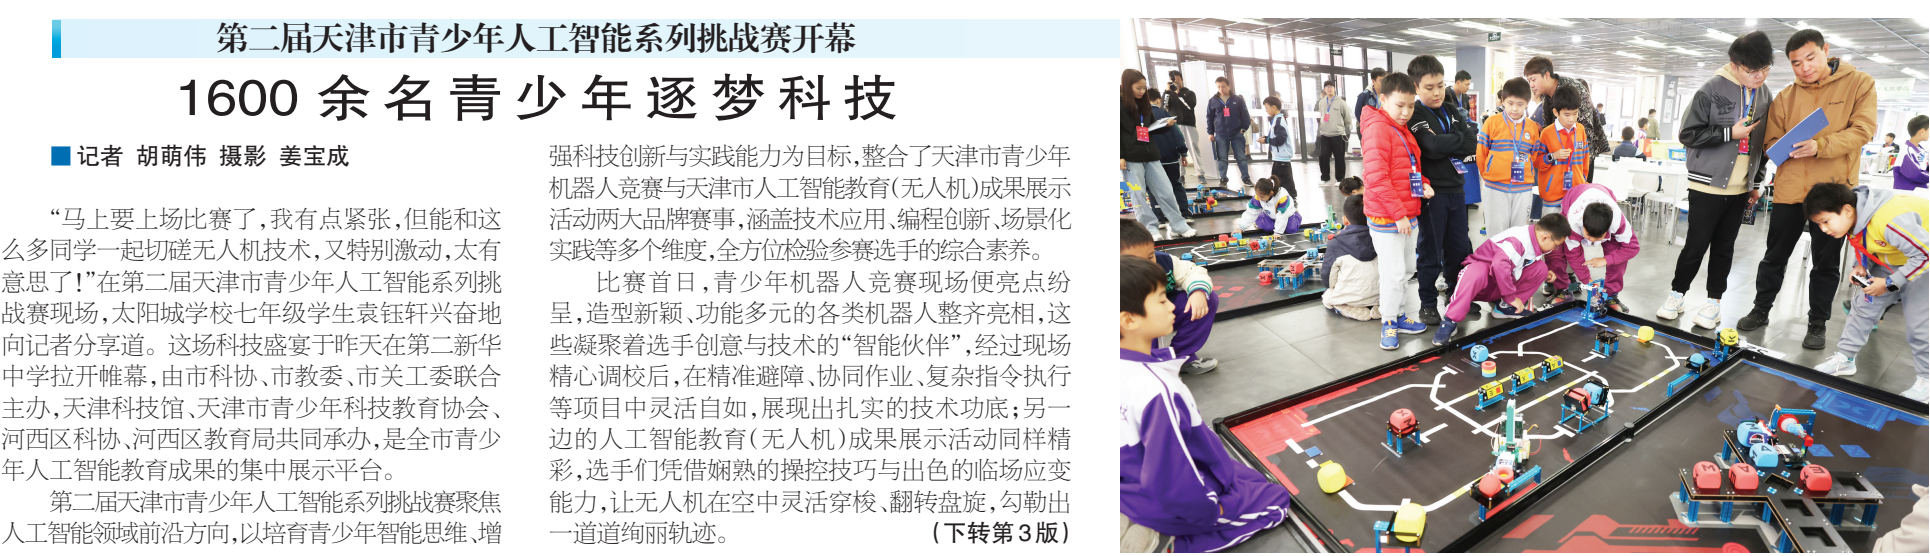 第二届天津市青少年人工智能系列挑战赛开幕
1600余名青少年逐梦科技
■记者 胡萌伟 摄影 姜宝成
“马上要上场比赛了,我有点紧张,但能和这
么多同学一起切磋无人机技术,又特别激动,太有
意思了!”在第二届天津市青少年人工智能系列挑
战赛现场,太阳城学校七年级学生袁钰轩兴奋地
向记者分享道。这场科技盛宴于昨天在第二新华
中学拉开帷幕,由市科协、市教委、市关工委联合
主办,天津科技馆、天津市青少年科技教育协会、
河西区科协、河西区教育局共同承办,是全市青少
年人工智能教育成果的集中展示平台。
第二届天津市青少年人工智能系列挑战赛聚焦
人工智能领域前沿方向,以培育青少年智能思维、增
强科技创新与实践能力为目标,整合了天津市青少年
机器人竞赛与天津市人工智能教育(无人机)成果展示
活动两大品牌赛事,涵盖技术应用、编程创新、场景化
实践等多个维度,全方位检验参赛选手的综合素养。
比赛首日,青少年机器人竞赛现场便亮点纷
呈,造型新颖、功能多元的各类机器人整齐亮相,这
些凝聚着选手创意与技术的“智能伙伴”,经过现场
精心调校后,在精准避障、协同作业、复杂指令执行
等项目中灵活自如,展现出扎实的技术功底;另一
边的人工智能教育(无人机)成果展示活动同样精
彩,选手们凭借娴熟的操控技巧与出色的临场应变
能力,让无人机在空中灵活穿梭、翻转盘旋,勾勒出
一道道绚丽轨迹。 (下转第3版)